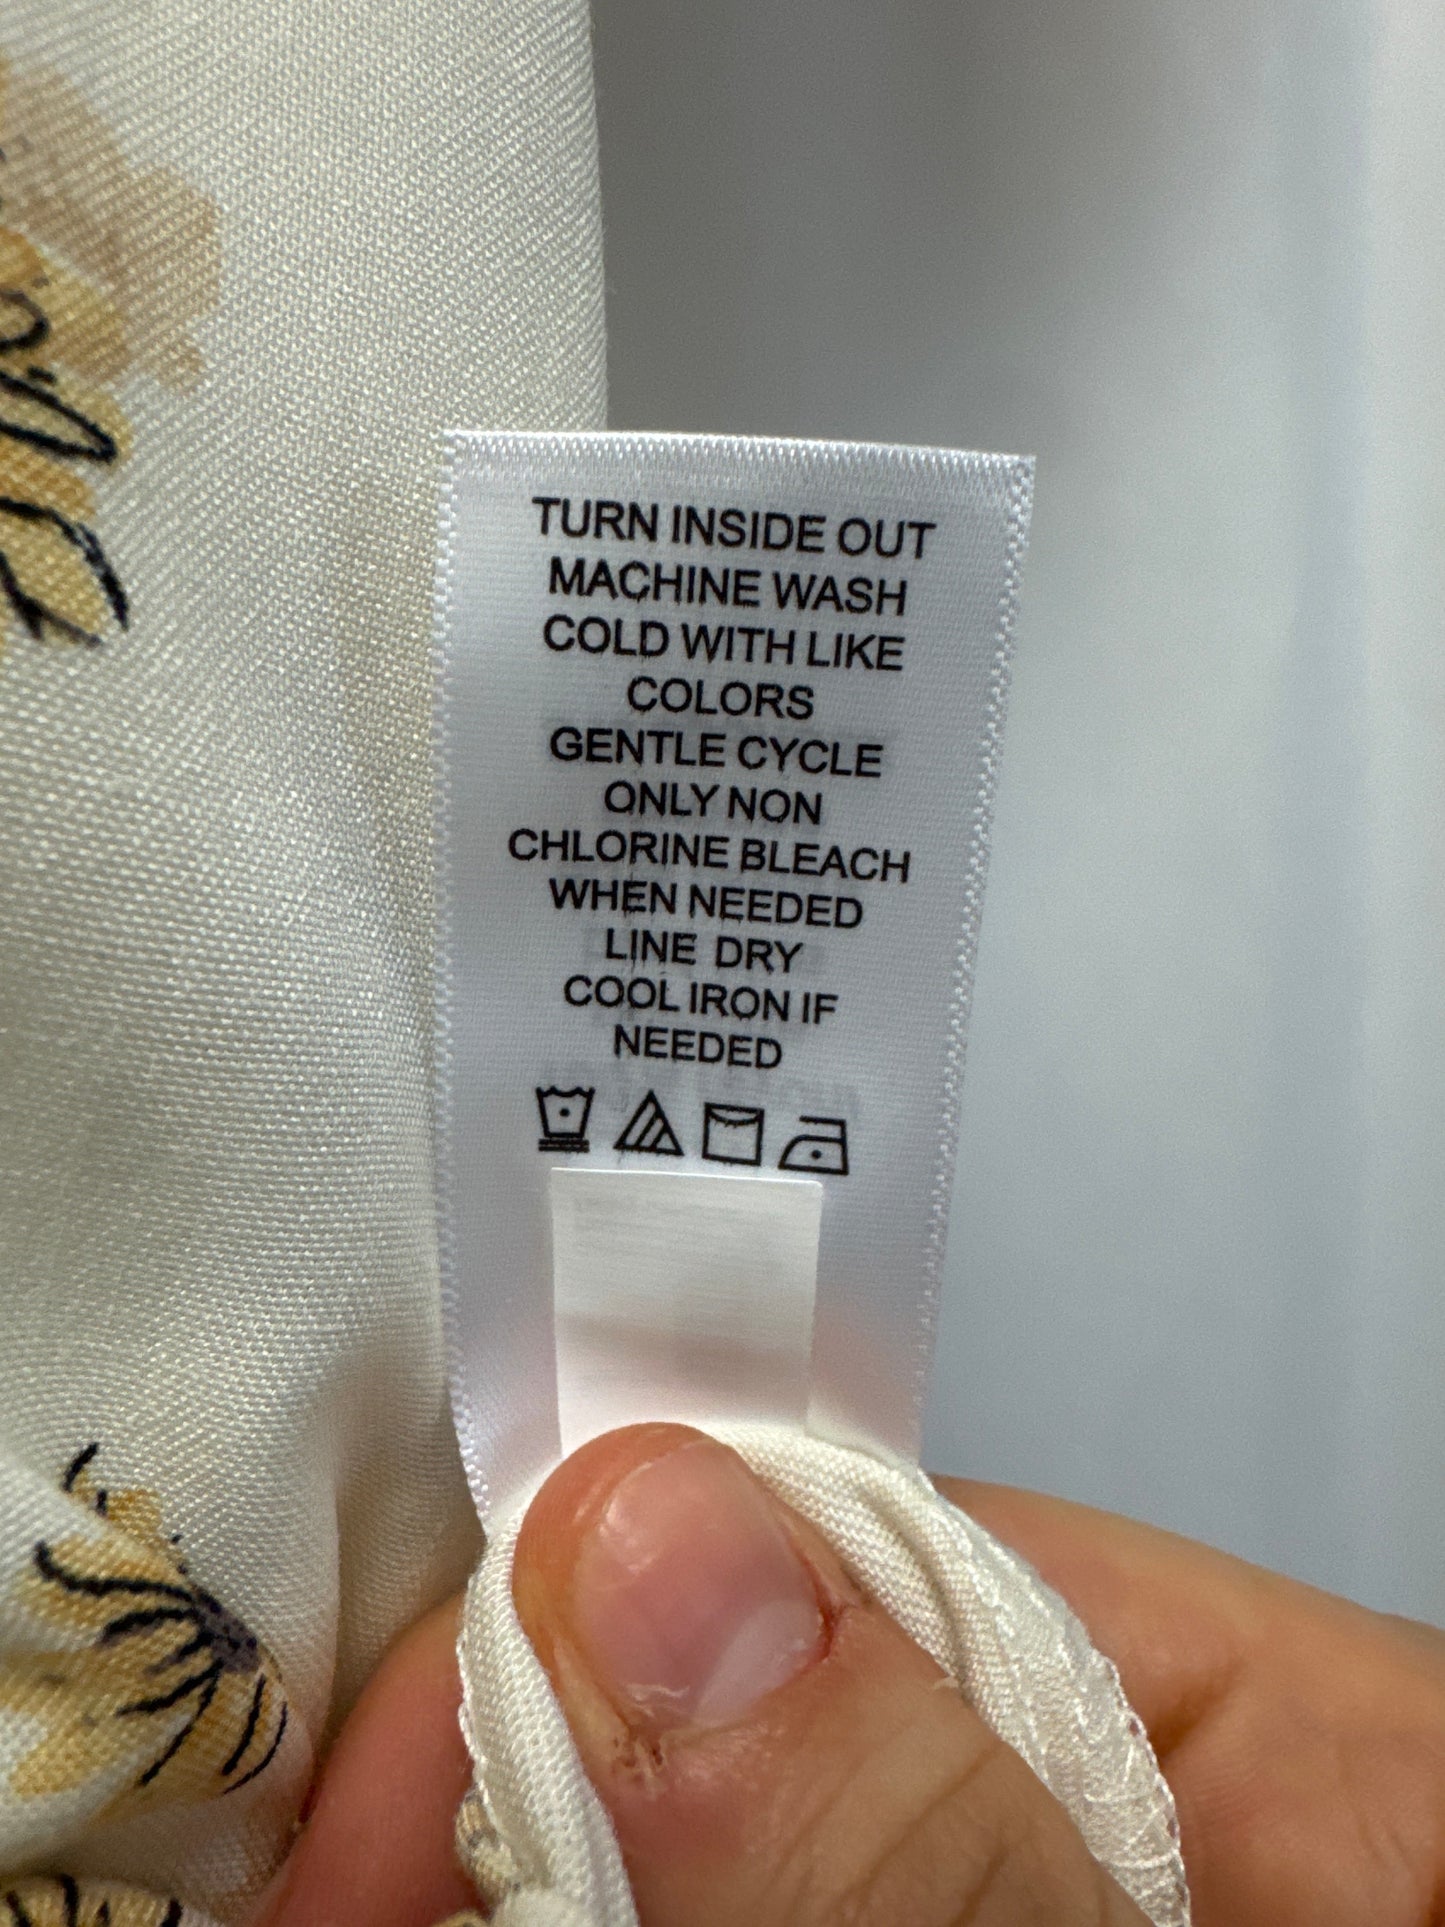 TURN INSIDE OUT
MACHINE WASH
COLD WITH LIKE
COLORS
GENTLE CYCLE
ONLY NON
CHLORINE BLEACH
WHEN NEEDED
LINE DRY
COOL IRON IF
NEEDED